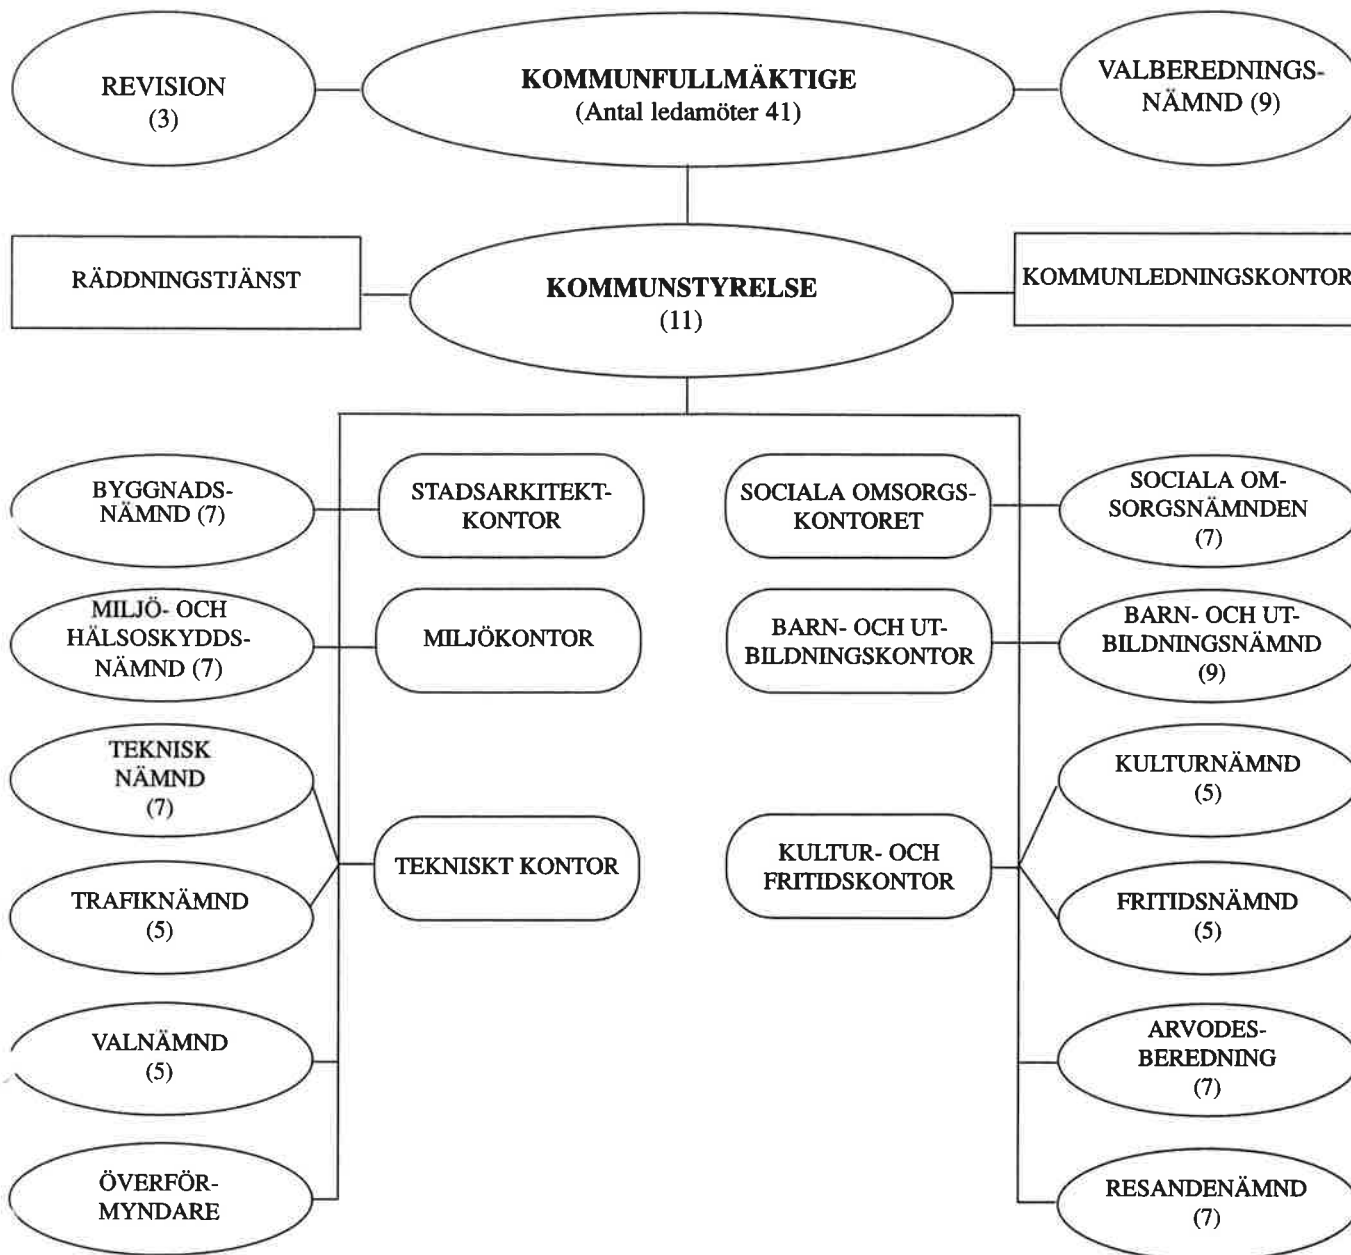 REVISION
(3)
KOMMUNFULLMÄKTIGE
(Antal ledamöter 41)
VALBEREDNINGS-
NÄMND (9)
RÄDDNINGSTJÄNST
KOMMUNSTYRELSE
(11)
KOMMUNLEDNINGSKONTOR
BYGGNADS-
NÄMND (7)
STADSARKITEKT-
KONTOR
SOCIALA OMSORGS-
KONTORET
SOCIALA OM-
SORGSNÄMNDEN
(7)
MILJÖ- OCH
HÄLSOSKYDDS-
NÄMND (7)
MILJÖKONTOR
BARN- OCH UT-
BILDNINGSKONTOR
BARN- OCH UT-
BILDNINGSNÄMND
(9)
TEKNISK
NÄMND
(7)
KULTURNÄMND
(5)
TEKNISKT KONTOR
KULTUR- OCH
FRITIDSKONTOR
TRAFIKNÄMND
(5)
FRITIDSNÄMND
(5)
VALNÄMND
(5)
ARVODES-
BEREDNING
(7)
ÖVERFÖR-
MYNDARE
RESANDENÄMND
(7)